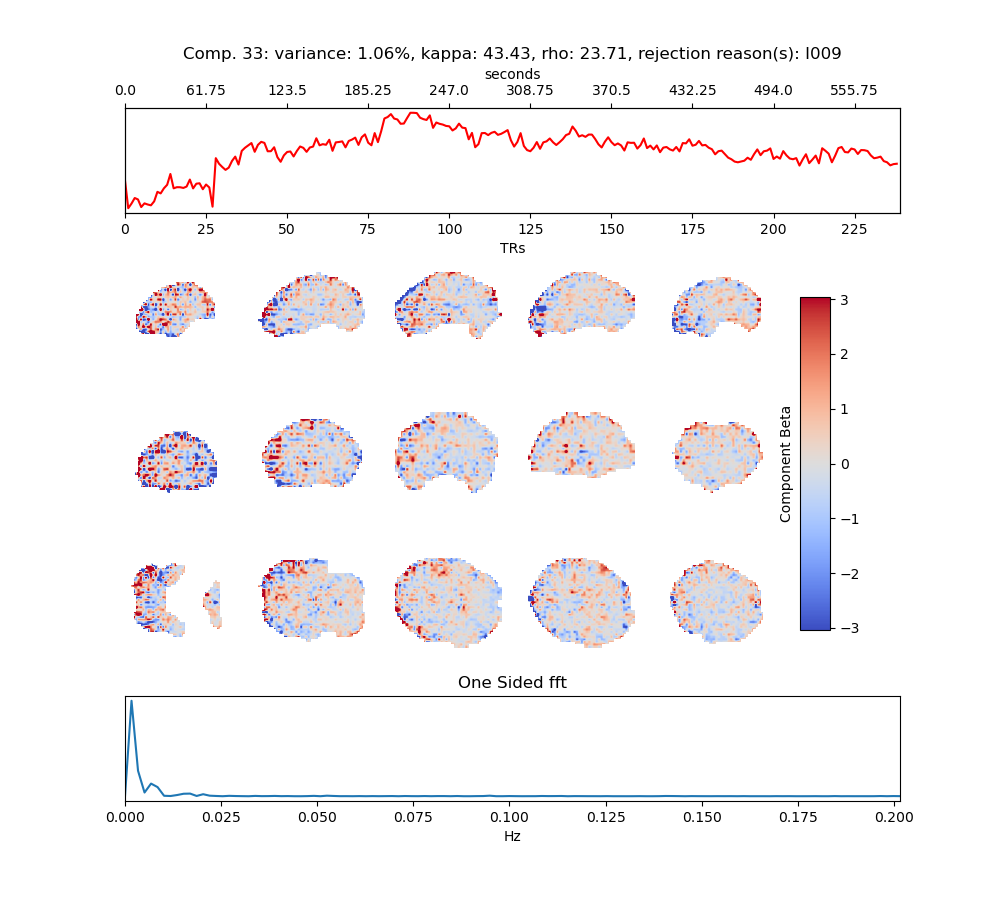 Comp. 33: variance: 1.06%, kappa: 43.43, rho: 23.71, rejection reason(s): I009
seconds
0.0 61.75 123.5 185.25 247.0 308.75 370.5 432.25 494.0 555.75
0 25 50 75 100 125 150 175 200 225
TRs
3
2
1
0
−1
−2
−3
Component Beta
One Sided fft
0.000 0.025 0.050 0.075 0.100 0.125 0.150 0.175 0.200
Hz